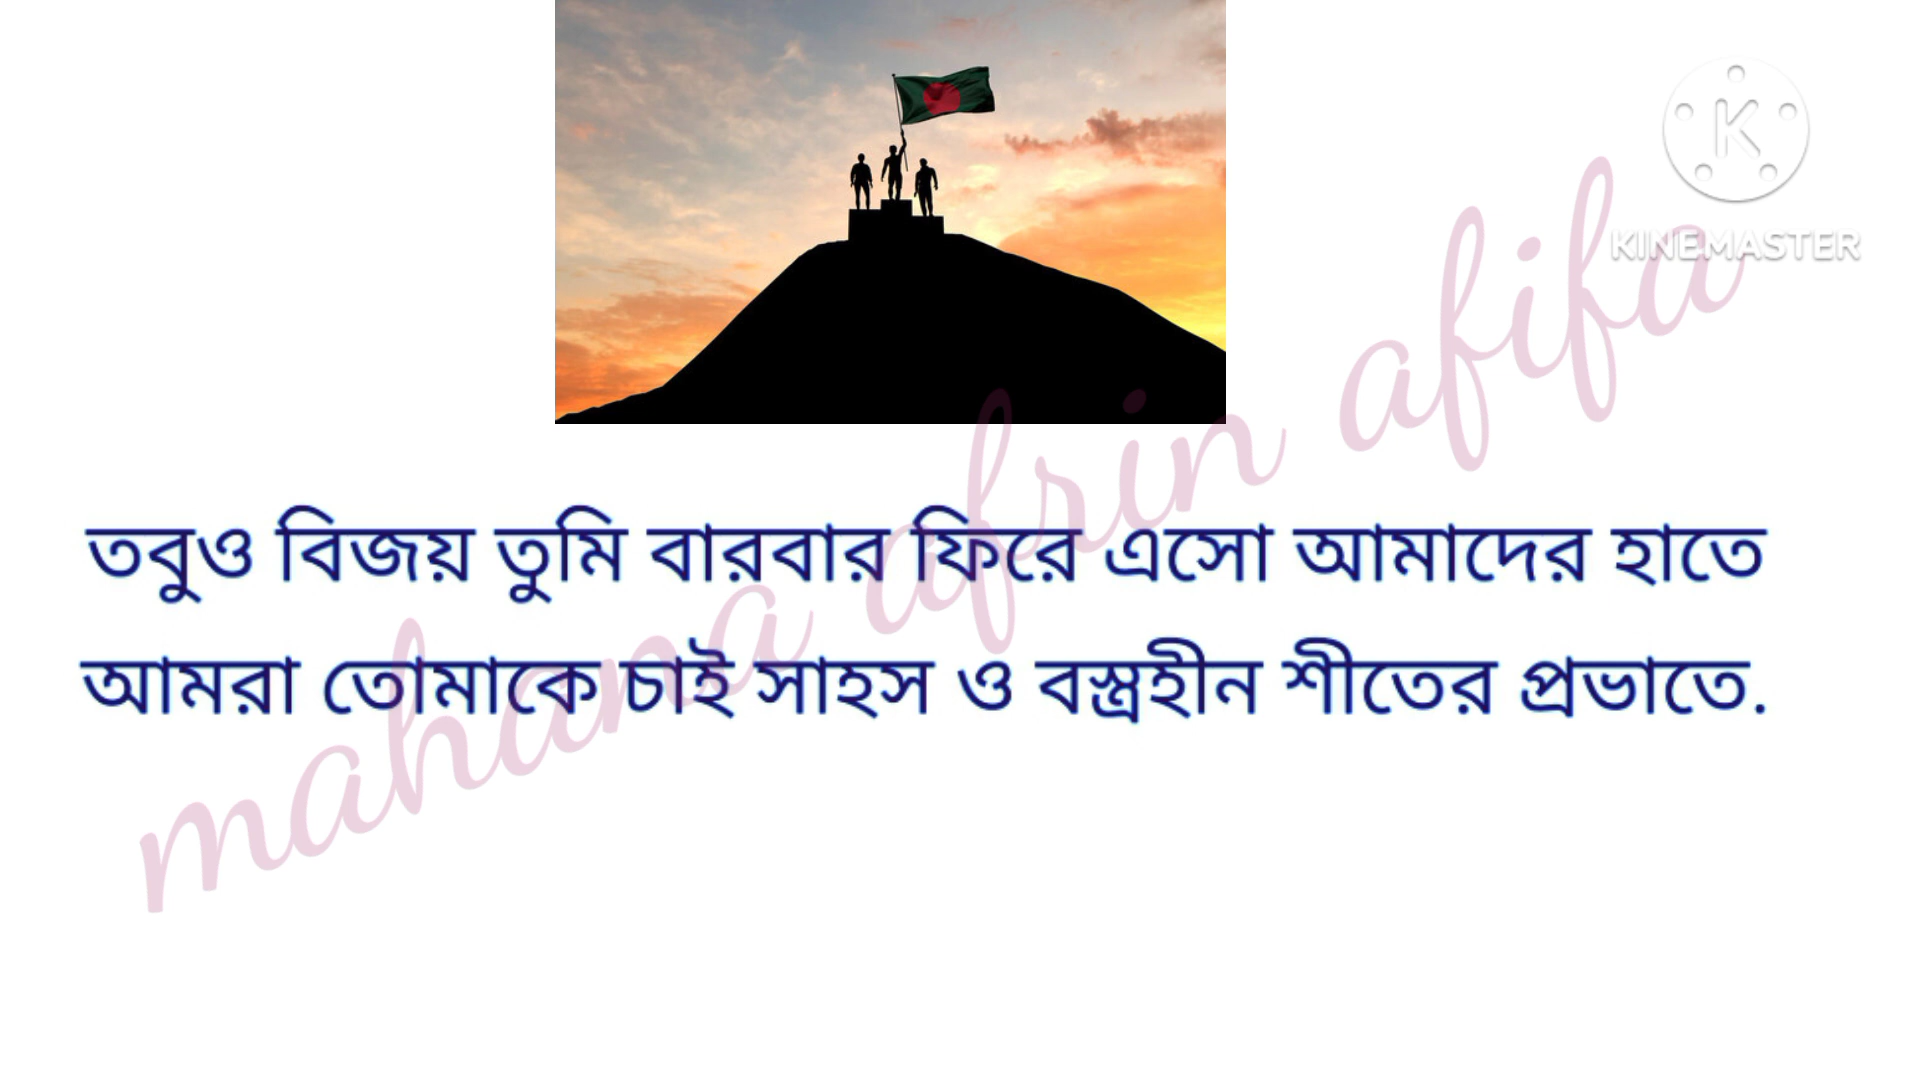 K
KINEMASTER
mahana afrin afifa
তবুও বিজয় তুমি বারবার ফিরে এসো আমাদের হাতে
আমরা তোমাকে চাই সাহস ও বস্ত্রহীন শীতের প্রভাতে.